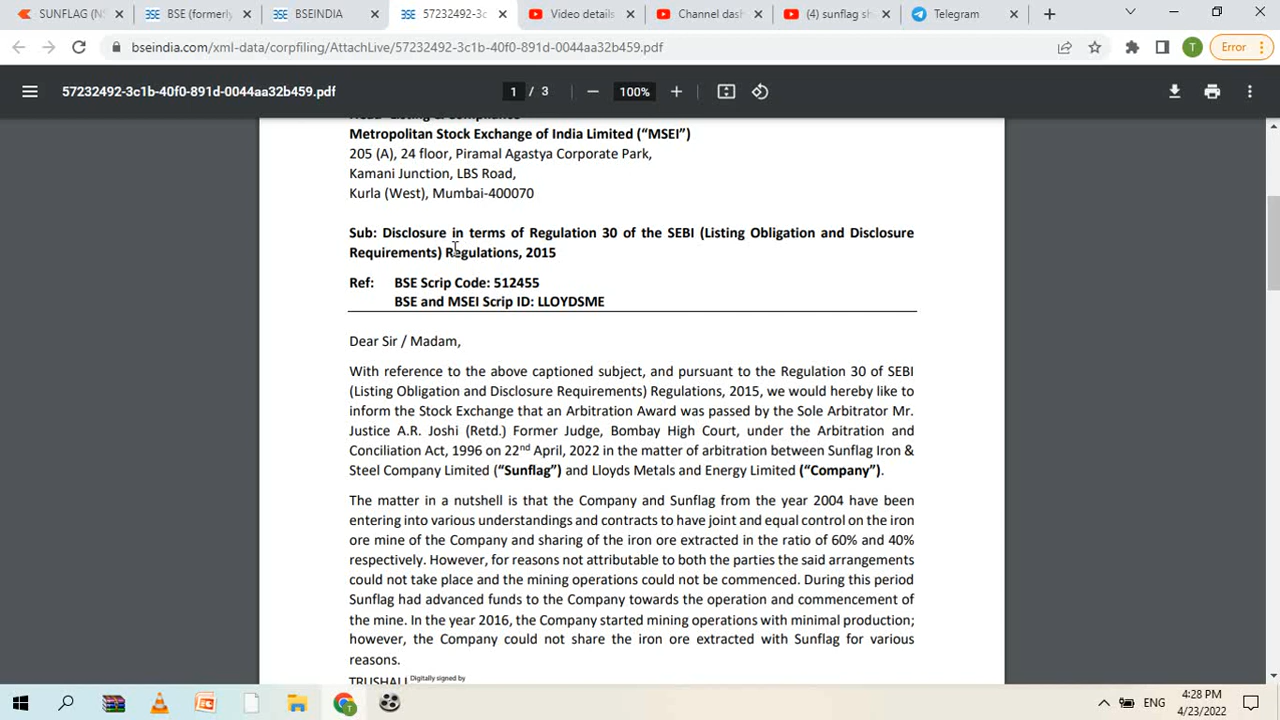 SUNFLAG (INS
BSE (formerly
BSEINDIA
57232492-3c1
Video details
Channel dash
(4) sunflag sh
Telegram
bseindia.com/xml-data/corpfiling/AttachLive/57232492-3c1b-40f0-891d-0044aa32b459.pdf
T
Error
57232492-3c1b-40f0-891d-0044aa32b459.pdf
1 / 3
100%
Metropolitan Stock Exchange of India Limited (“MSEI”)
205 (A), 24 floor, Piramal Agastya Corporate Park,
Kamani Junction, LBS Road,
Kurla (West), Mumbai-400070
Sub: Disclosure in terms of Regulation 30 of the SEBI (Listing Obligation and Disclosure
Requirements) Regulations, 2015
Ref: BSE Scrip Code: 512455
BSE and MSEI Scrip ID: LLOYDSME
Dear Sir / Madam,
With reference to the above captioned subject, and pursuant to the Regulation 30 of SEBI
(Listing Obligation and Disclosure Requirements) Regulations, 2015, we would hereby like to
inform the Stock Exchange that an Arbitration Award was passed by the Sole Arbitrator Mr.
Justice A.R. Joshi (Retd.) Former Judge, Bombay High Court, under the Arbitration and
Conciliation Act, 1996 on 22nd April, 2022 in the matter of arbitration between Sunflag Iron &
Steel Company Limited (“Sunflag”) and Lloyds Metals and Energy Limited (“Company”).
The matter in a nutshell is that the Company and Sunflag from the year 2004 have been
entering into various understandings and contracts to have joint and equal control on the iron
ore mine of the Company and sharing of the iron ore extracted in the ratio of 60% and 40%
respectively. However, for reasons not attributable to both the parties the said arrangements
could not take place and the mining operations could not be commenced. During this period
Sunflag had advanced funds to the Company towards the operation and commencement of
the mine. In the year 2016, the Company started mining operations with minimal production;
however, the Company could not share the iron ore extracted with Sunflag for various
reasons.
TRUSHALI Digitally signed by
ENG
4:28 PM
4/23/2022